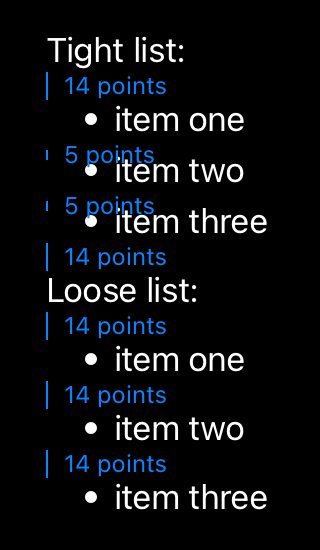 Tight list:
14 points
• item one
5 points
• item two
5 points
• item three
14 points
Loose list:
14 points
• item one
14 points
• item two
14 points
• item three